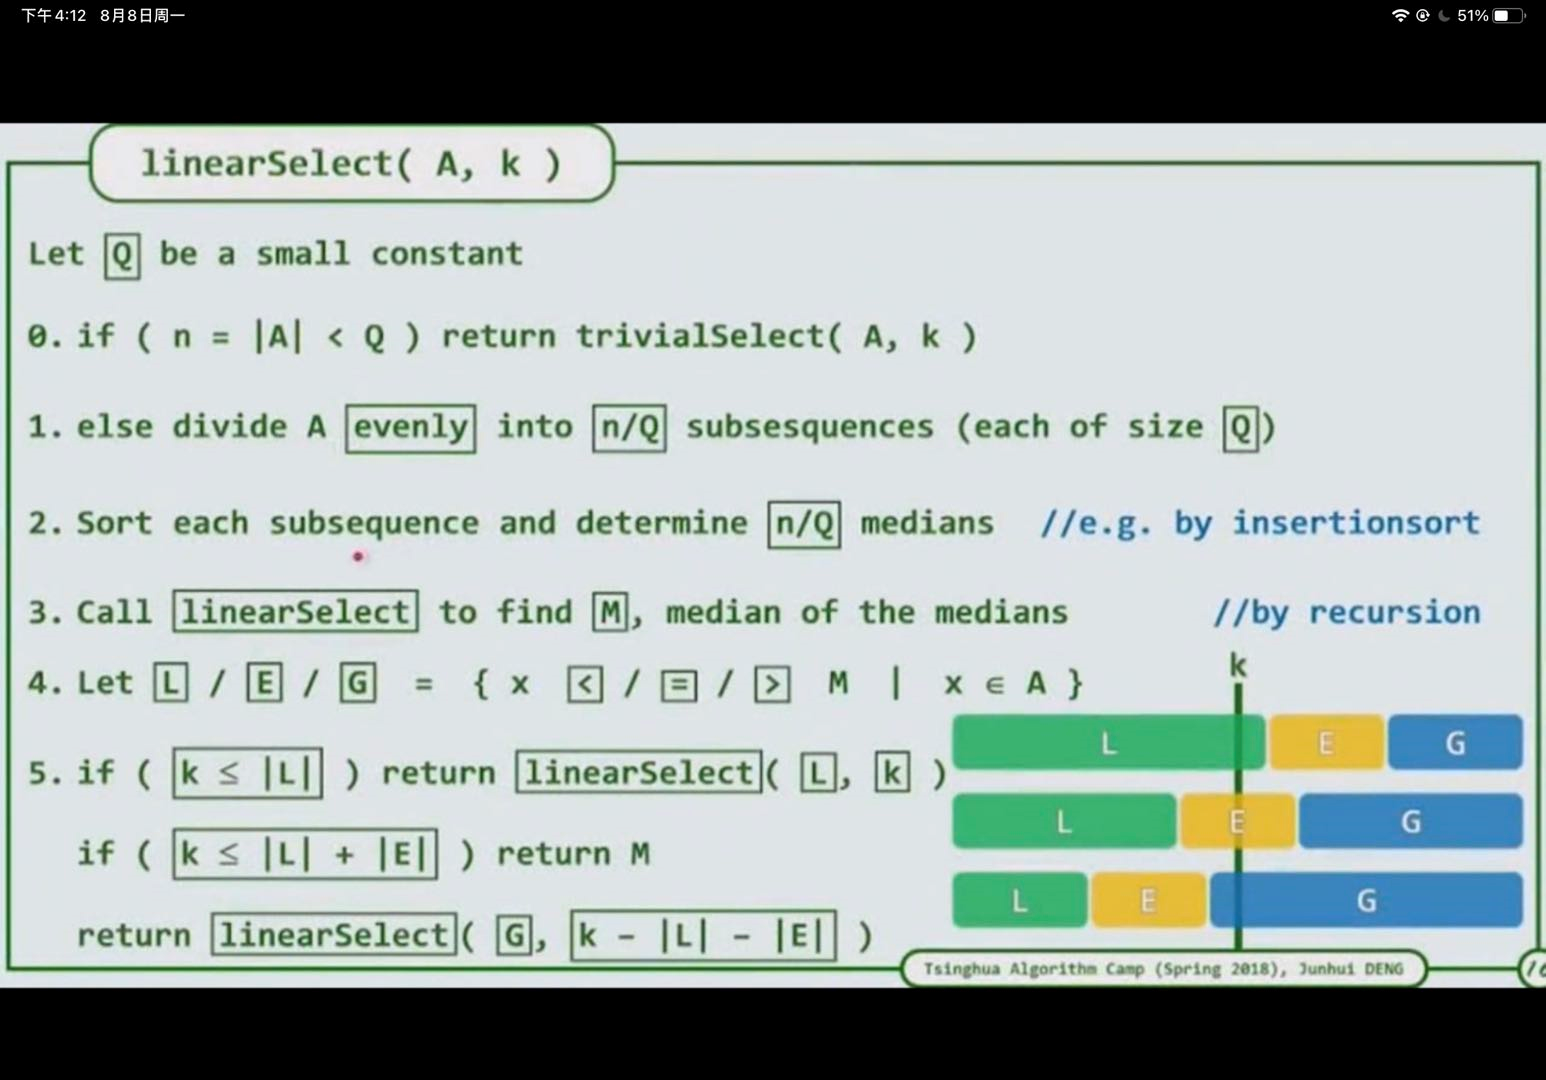 下午4:12 8月8日周一
51%
linearSelect( A, k )
Let Q be a small constant
0. if ( n = |A| < Q ) return trivialSelect( A, k )
1. else divide A evenly into n/Q subsesquences (each of size Q)
2. Sort each subsequence and determine n/Q medians //e.g. by insertionsort
3. Call linearSelect to find M, median of the medians //by recursion
4. Let L / E / G = { x < / = / > M | x ∈ A }
k
L E G
5. if ( k ≤ |L| ) return linearSelect( L, k )
L E G
if ( k ≤ |L| + |E| ) return M
L E G
return linearSelect( G, k - |L| - |E| )
Tsinghua Algorithm Camp (Spring 2018), Junhui DENG